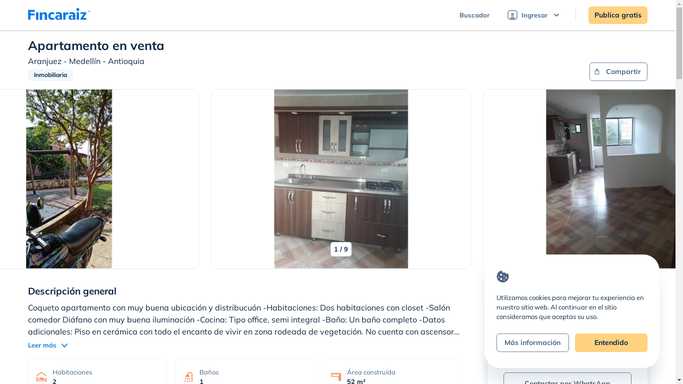 Fincaraiz
Buscador
Ingresar
Publica gratis
Apartamento en venta
Aranjuez - Medellín - Antioquia
Inmobiliaria
Compartir
1 / 9
Descripción general
Coqueto apartamento con muy buena ubicación y distribucuón -Habitaciones: Dos habitaciones con closet -Salón
comedor Diáfano con muy buena iluminación -Cocina: Tipo office, semi integral -Baño: Un baño completo -Datos
adicionales: Piso en cerámica con todo el encanto de vivir en zona rodeada de vegetación. No cuenta con ascensor...
Leer más
Habitaciones
2
Baños
1
Área construida
52 m²
Utilizamos cookies para mejorar tu experiencia en
nuestro sitio web. Al continuar en el sitio
consideramos que aceptas su uso.
Más información
Entendido
Contactar por WhatsApp